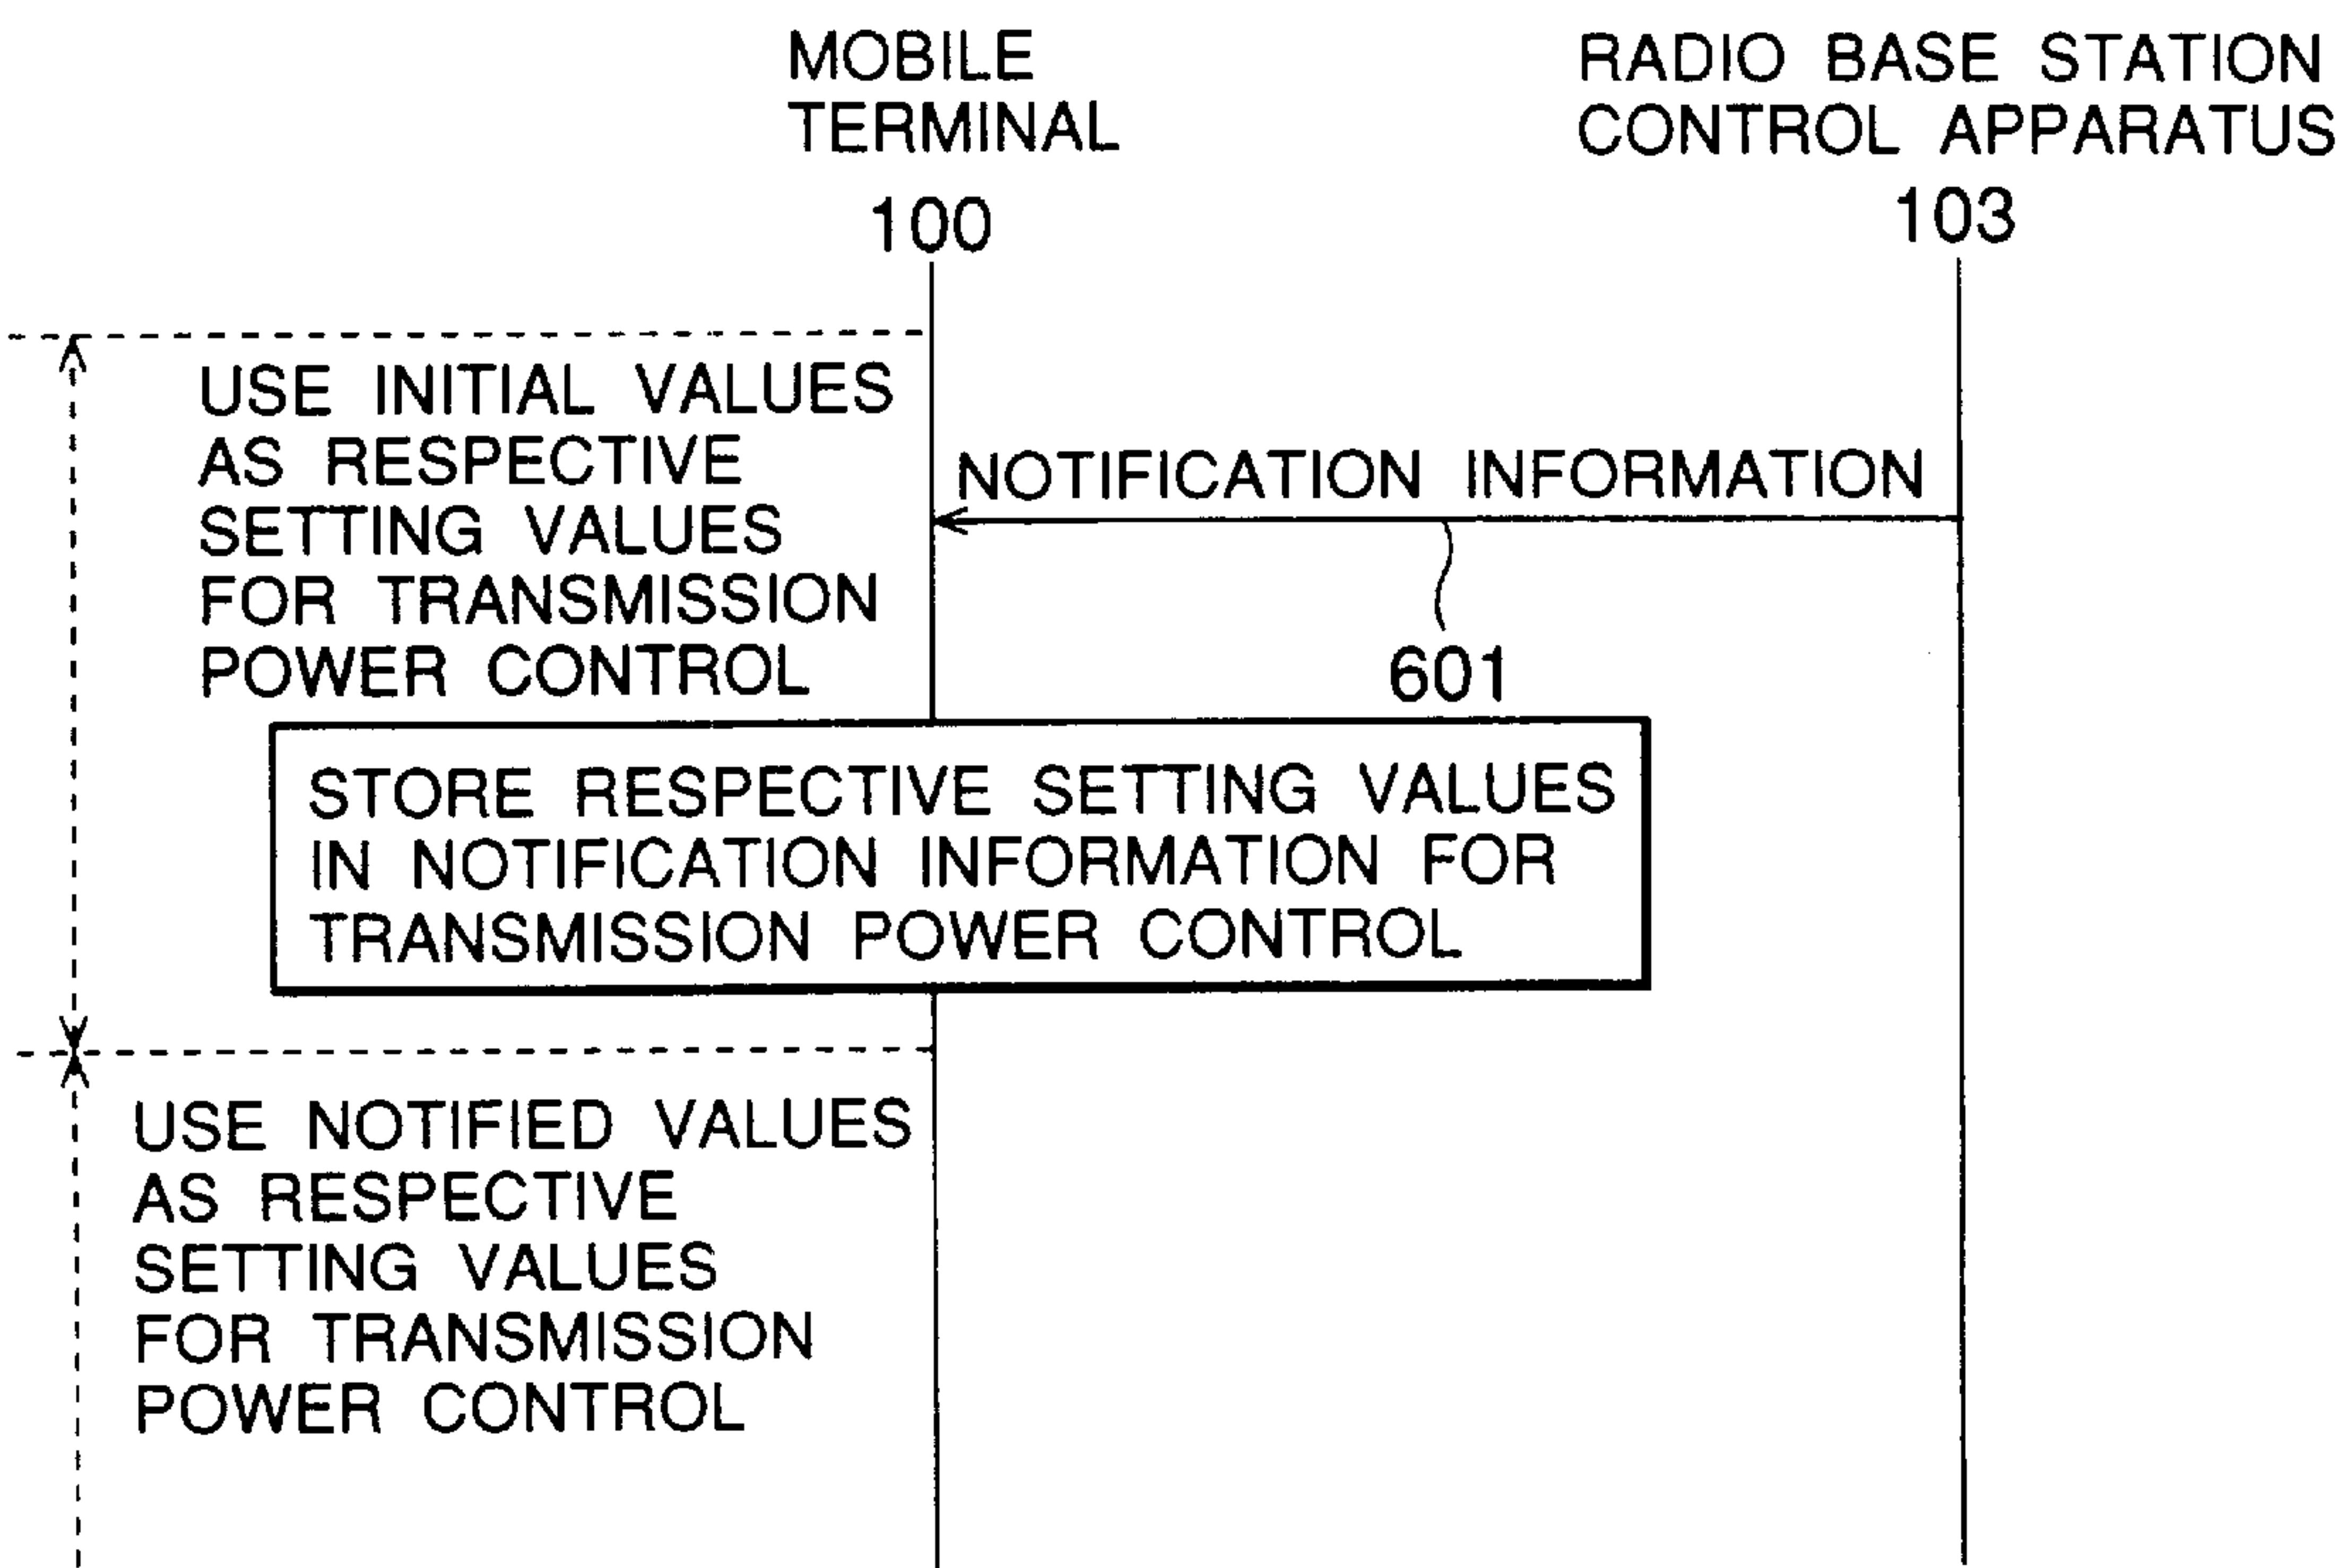 MOBILE
TERMINAL
100
RADIO BASE STATION
CONTROL APPARATUS
103
USE INITIAL VALUES
AS RESPECTIVE
SETTING VALUES
FOR TRANSMISSION
POWER CONTROL
NOTIFICATION INFORMATION
601
STORE RESPECTIVE SETTING VALUES
IN NOTIFICATION INFORMATION FOR
TRANSMISSION POWER CONTROL
USE NOTIFIED VALUES
AS RESPECTIVE
SETTING VALUES
FOR TRANSMISSION
POWER CONTROL